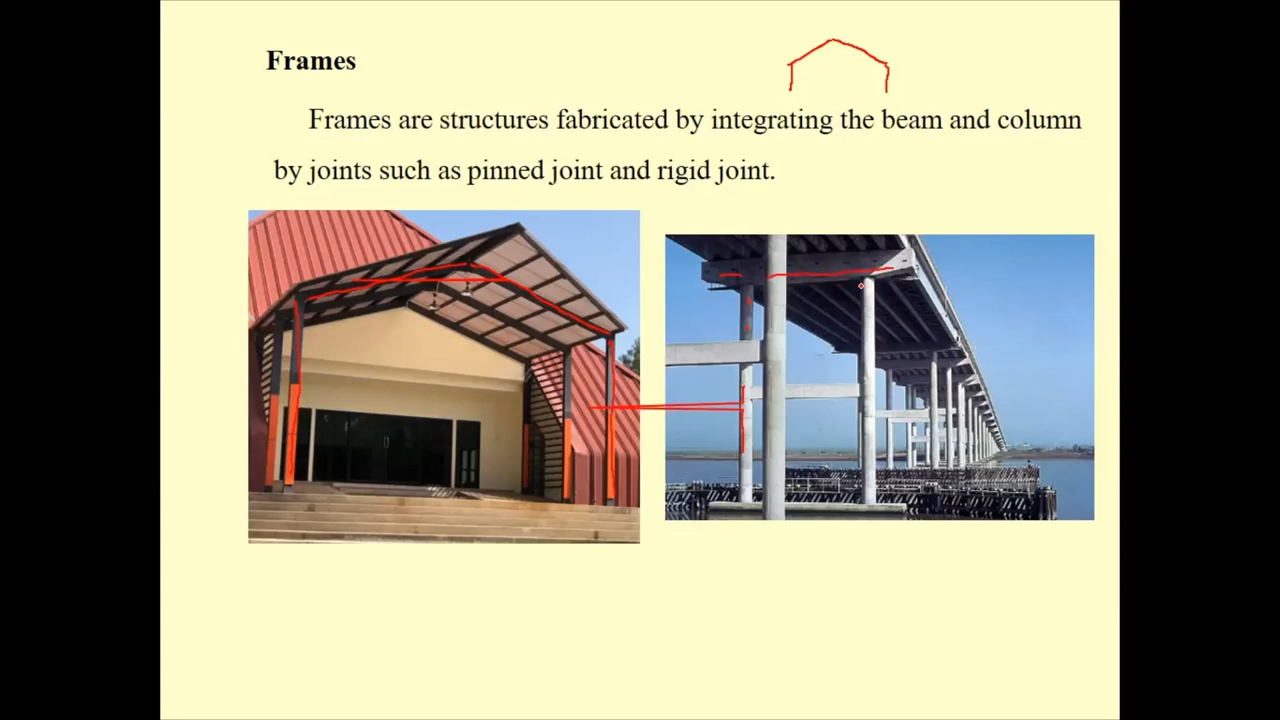 Frames
Frames are structures fabricated by integrating the beam and column
by joints such as pinned joint and rigid joint.